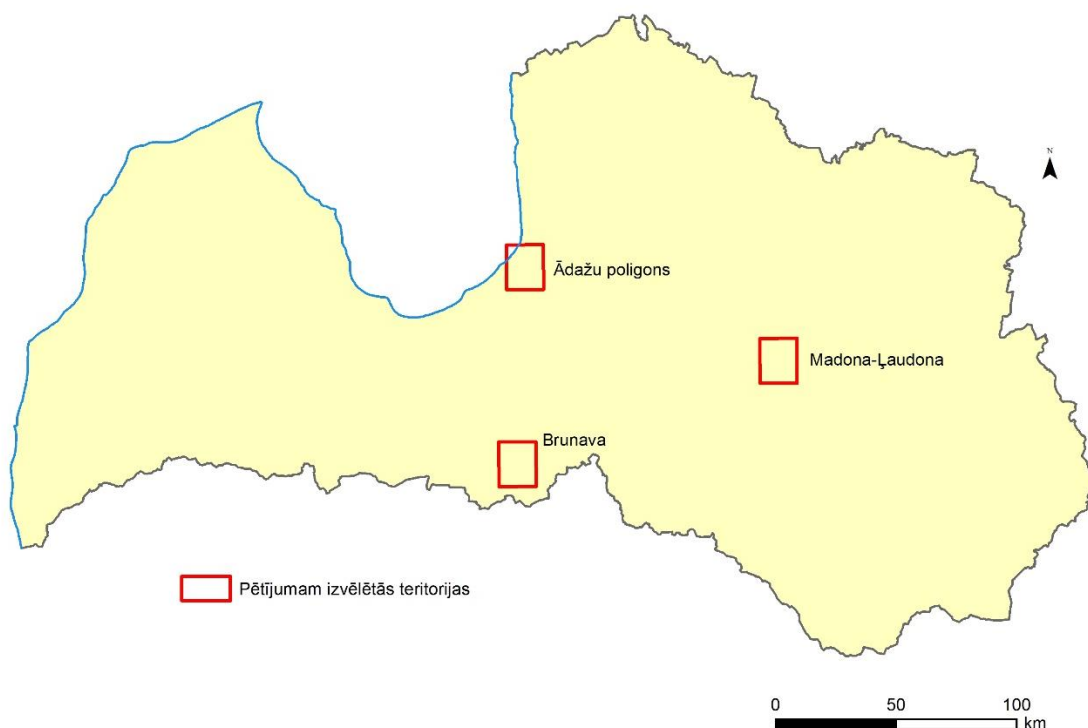 N
Ādažu poligons
Madona-Ļaudona
Brunava
Pētījumam izvēlētās teritorijas
0 50 100
km